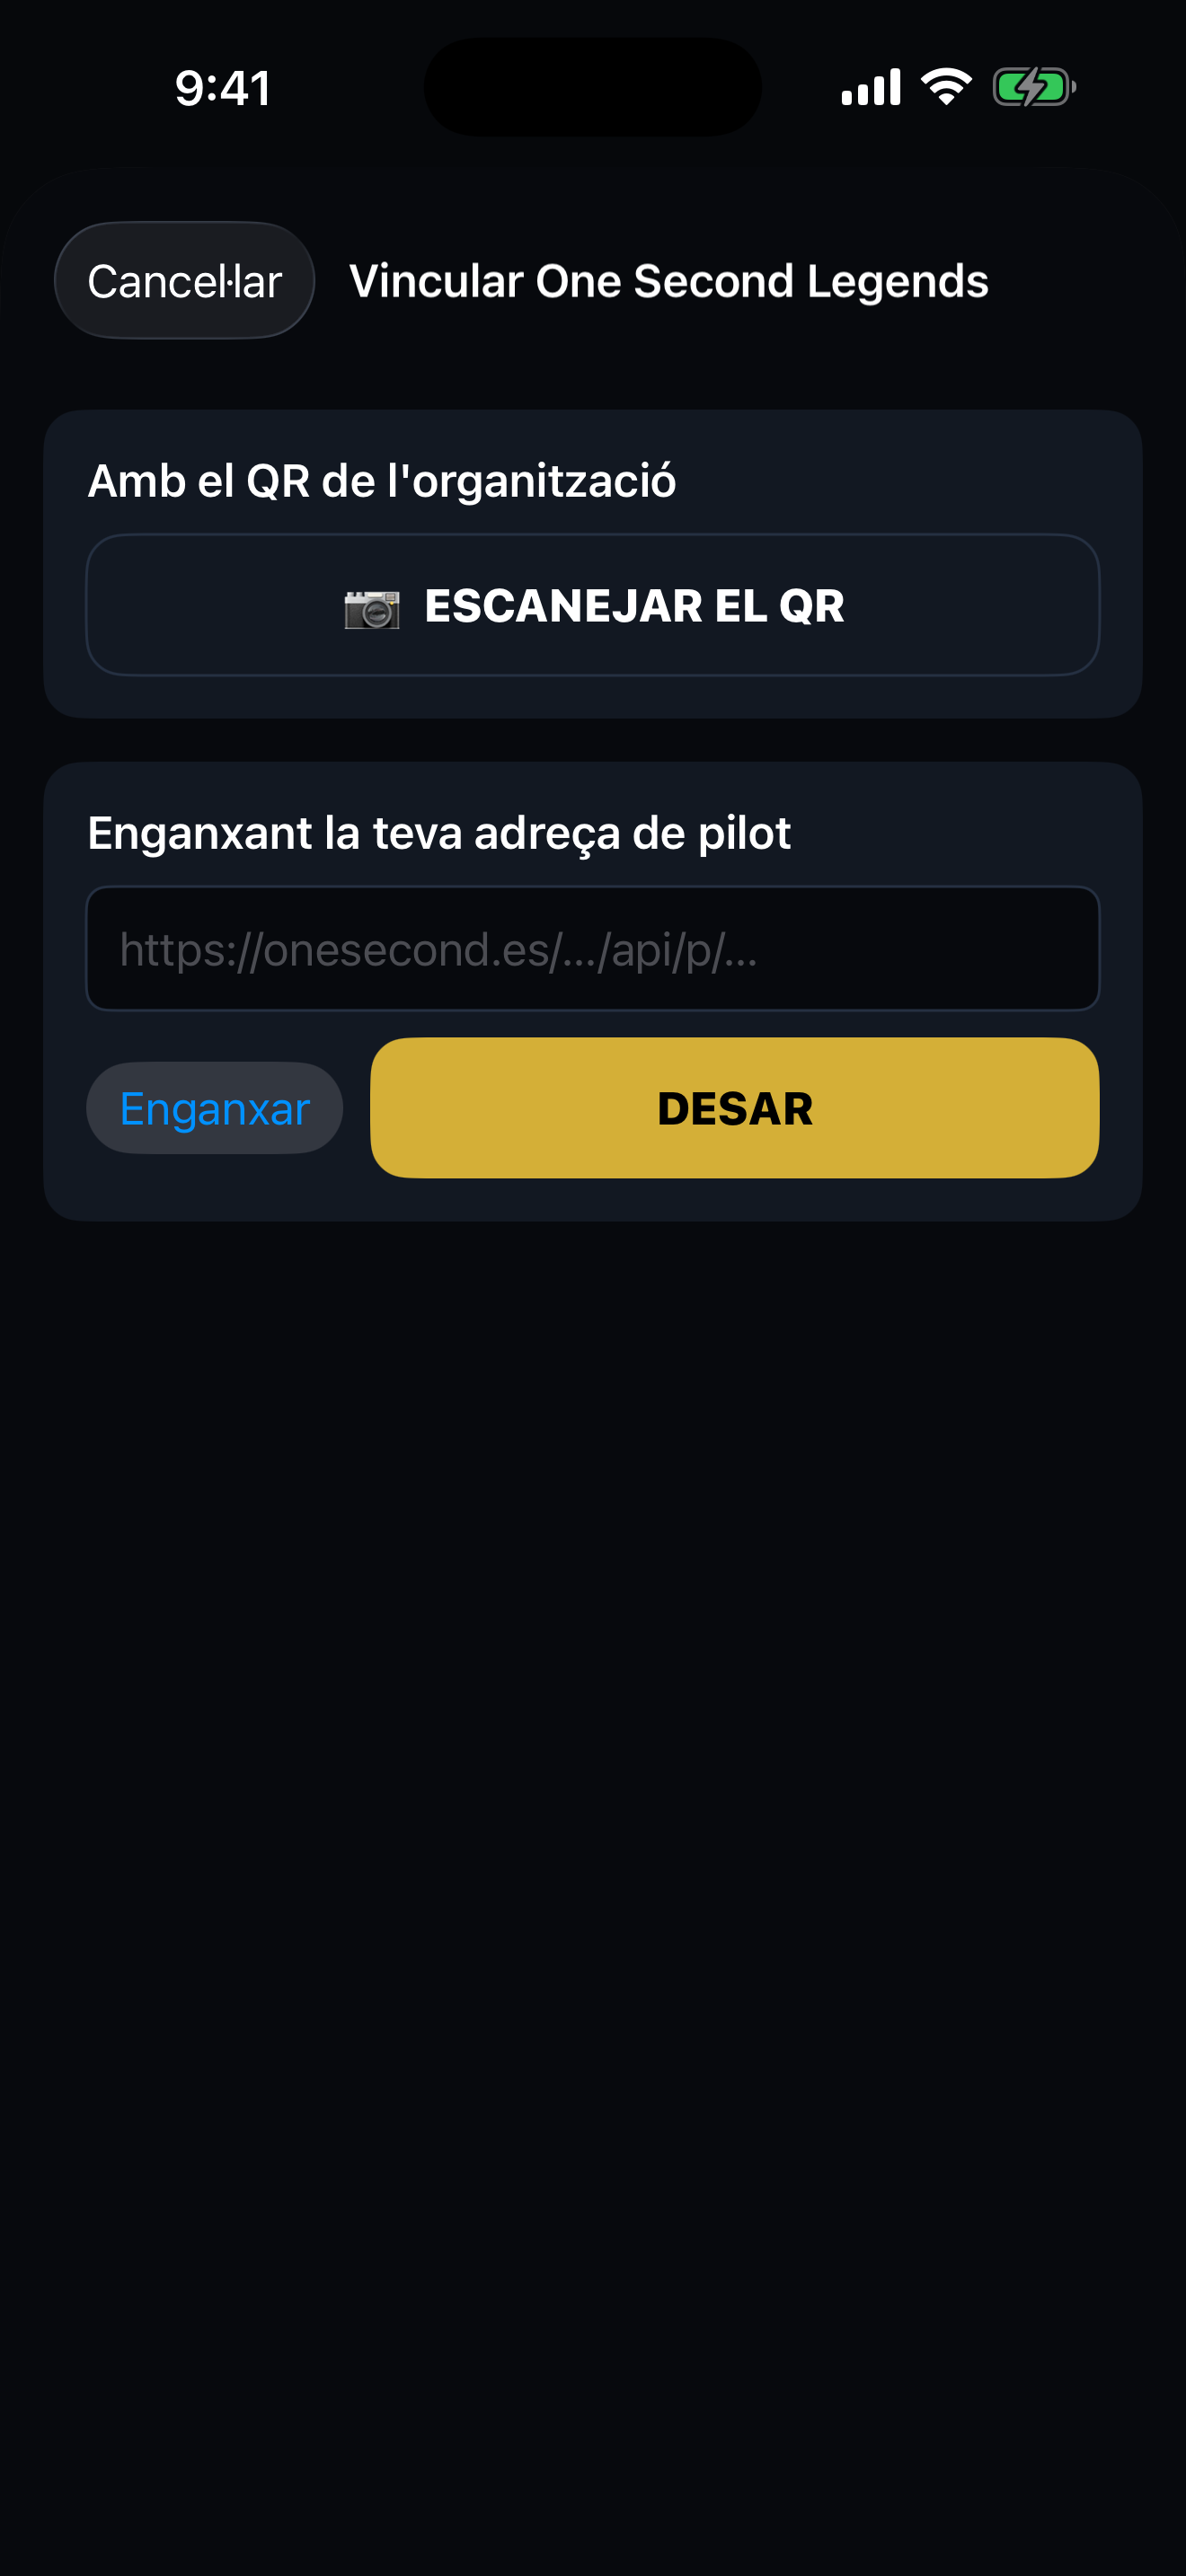 9:41
Cancel·lar
Vincular One Second Legends
Amb el QR de l'organització
ESCANEJAR EL QR
Enganxant la teva adreça de pilot
https://onesecond.es/.../api/p/...
Enganxar
DESAR